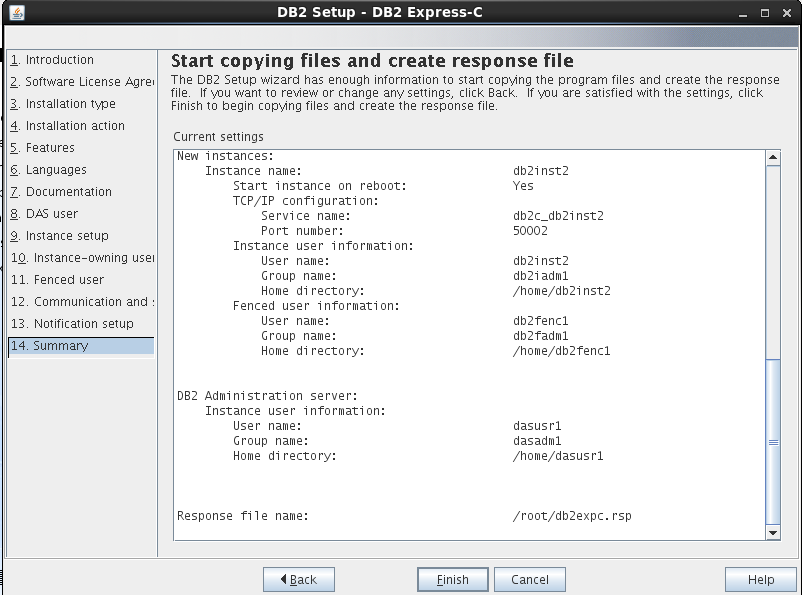 DB2 Setup - DB2 Express-C
1. Introduction
2. Software License Agre
3. Installation type
4. Installation action
5. Features
6. Languages
7. Documentation
8. DAS user
9. Instance setup
10. Instance-owning user
11. Fenced user
12. Communication and
13. Notification setup
14. Summary
Start copying files and create response file
The DB2 Setup wizard has enough information to start copying the program files and create the response
file. If you want to review or change any settings, click Back. If you are satisfied with the settings, click
Finish to begin copying files and create the response file.
Current settings
New instances:
Instance name: db2inst2
Start instance on reboot: Yes
TCP/IP configuration:
Service name: db2c_db2inst2
Port number: 50002
Instance user information:
User name: db2inst2
Group name: db2iadm1
Home directory: /home/db2inst2
Fenced user information:
User name: db2fenc1
Group name: db2fadm1
Home directory: /home/db2fenc1
DB2 Administration server:
Instance user information:
User name: dasusr1
Group name: dasadm1
Home directory: /home/dasusr1
Response file name: /root/db2expc.rsp
Back
Finish
Cancel
Help